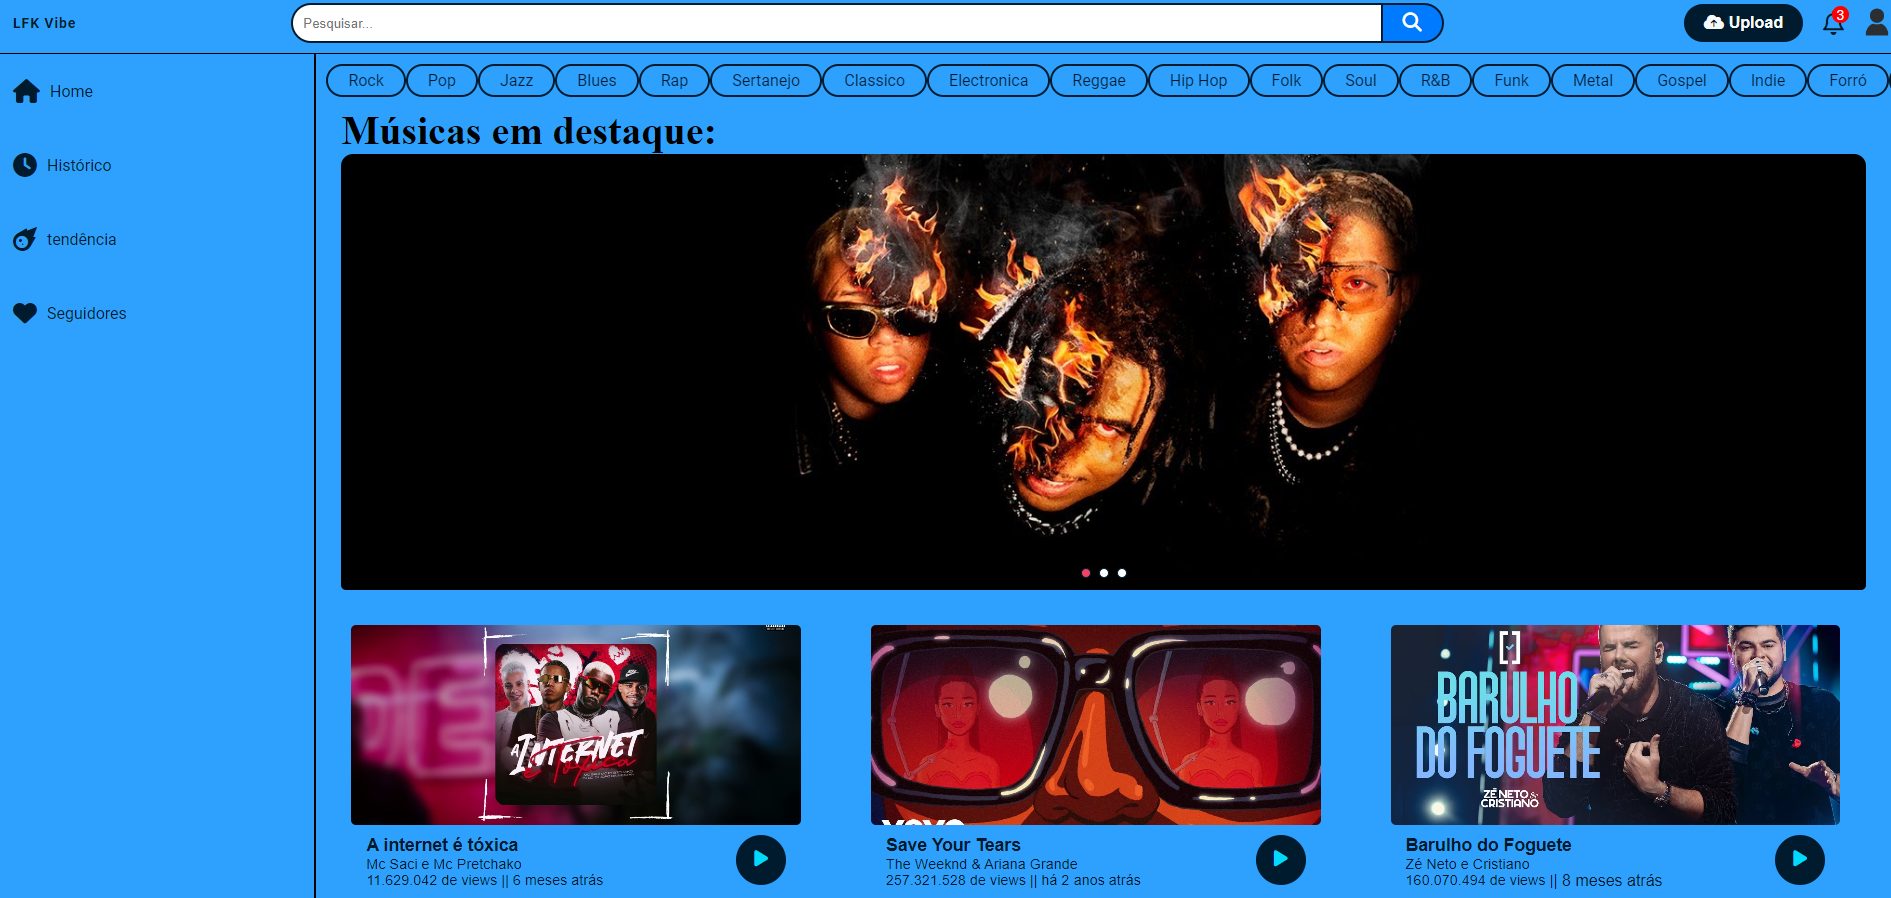 LFK Vibe
Pesquisar...
Upload
3
Home
Histórico
tendência
Seguidores
Rock Pop Jazz Blues Rap Sertanejo Classico Electronica Reggae Hip Hop Folk Soul R&B Funk Metal Gospel Indie Forró
Músicas em destaque:
A INTERNET
é Tóxica
vevo
BARULHO
DO FOGUETE
ZÉ NETO &
CRISTIANO
A internet é tóxica
Mc Saci e Mc Pretchako
11.629.042 de views || 6 meses atrás
Save Your Tears
The Weeknd & Ariana Grande
257.321.528 de views || há 2 anos atrás
Barulho do Foguete
Zé Neto e Cristiano
160.070.494 de views || 8 meses atrás